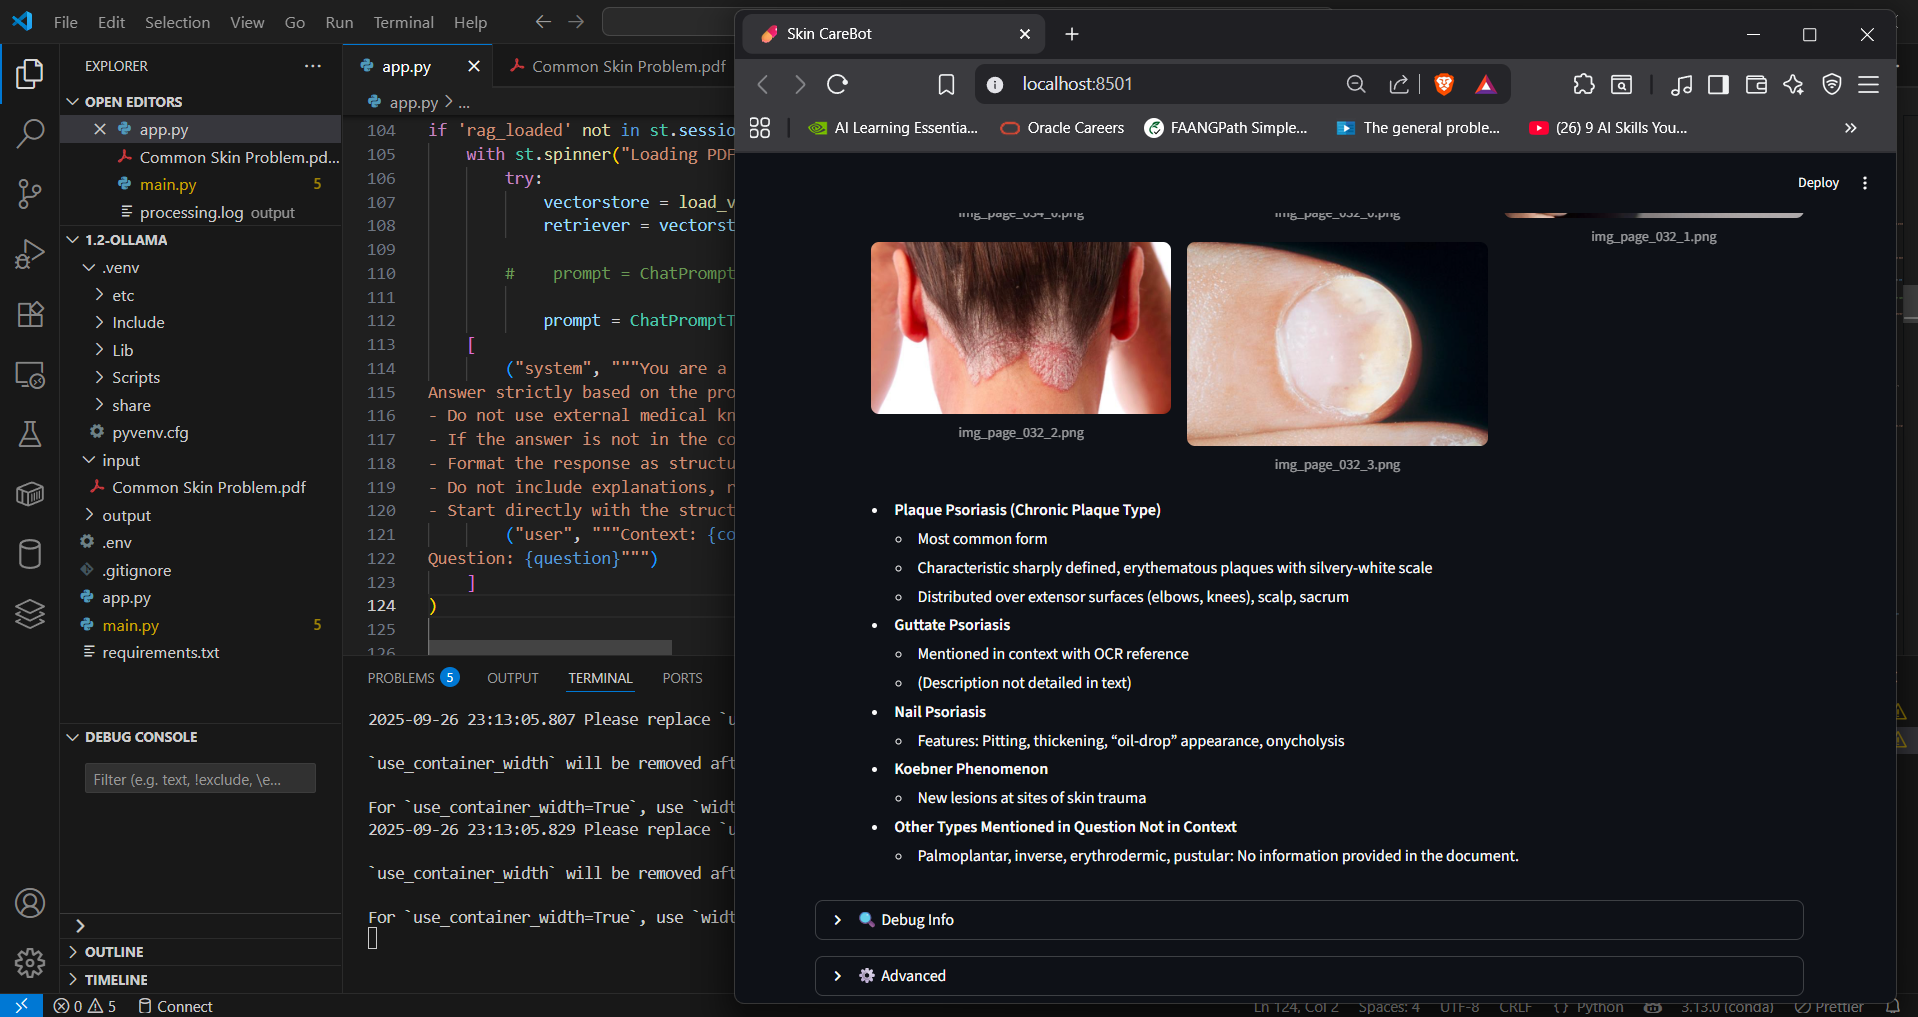 File Edit Selection View Go Run Terminal Help
EXPLORER
OPEN EDITORS
app.py
Common Skin Problem.pd...
main.py 5
processing.log output
1.2-OLLAMA
.venv
etc
Include
Lib
Scripts
share
pyvenv.cfg
input
Common Skin Problem.pdf
output
.env
.gitignore
app.py
main.py 5
requirements.txt
DEBUG CONSOLE
Filter (e.g. text, !exclude, \e...
OUTLINE
TIMELINE
0 5 Connect
app.py Common Skin Problem.pdf
app.py > ...
104 if 'rag_loaded' not in st.sessio
105 with st.spinner("Loading PDF
106 try:
107 vectorstore = load_v
108 retriever = vectorst
109
110 # prompt = ChatPrompt
111
112 prompt = ChatPromptT
113 [
114 ("system", """You are a
115 Answer strictly based on the pro
116 - Do not use external medical kn
117 - If the answer is not in the co
118 - Format the response as structu
119 - Do not include explanations, r
120 - Start directly with the struct
121 ("user", """Context: {co
122 Question: {question}""")
123 ]
124 )
125
126
PROBLEMS 5 OUTPUT TERMINAL PORTS
2025-09-26 23:13:05.807 Please replace `u
`use_container_width` will be removed aft
For `use_container_width=True`, use `widt
2025-09-26 23:13:05.829 Please replace `u
`use_container_width` will be removed aft
For `use_container_width=True`, use `widt
Skin CareBot
localhost:8501
AI Learning Essentia... Oracle Careers FAANGPath Simple... The general proble... (26) 9 AI Skills You...
Deploy
img_page_034_0.png img_page_032_0.png
img_page_032_1.png
img_page_032_2.png
img_page_032_3.png
• Plaque Psoriasis (Chronic Plaque Type)
◦ Most common form
◦ Characteristic sharply defined, erythematous plaques with silvery-white scale
◦ Distributed over extensor surfaces (elbows, knees), scalp, sacrum
• Guttate Psoriasis
◦ Mentioned in context with OCR reference
◦ (Description not detailed in text)
• Nail Psoriasis
◦ Features: Pitting, thickening, “oil-drop” appearance, onycholysis
• Koebner Phenomenon
◦ New lesions at sites of skin trauma
• Other Types Mentioned in Question Not in Context
◦ Palmoplantar, inverse, erythrodermic, pustular: No information provided in the document.
Debug Info
Advanced
Ln 124, Col 2 Spaces: 4 UTF-8 CRLF {} Python 3.13.0 (conda) Prettier